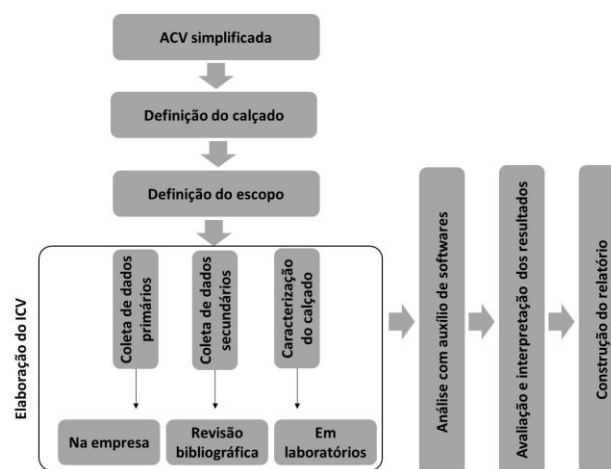 ACV simplificada
Definição do calçado
Definição do escopo
Elaboração do ICV
Coleta de dados
primários
Coleta de dados
secundários
Caracterização
do calçado
Na empresa
Revisão
bibliográfica
Em
laboratórios
Análise com auxílio de softwares
Avaliação e interpretação dos resultados
Construção do relatório